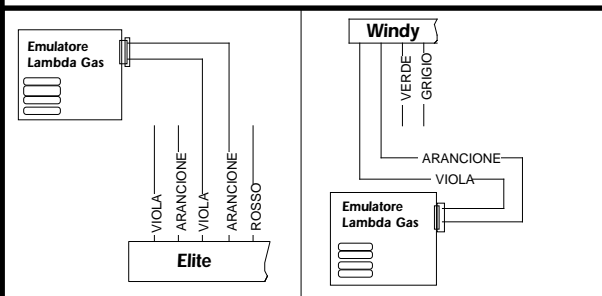 Emulatore
Lambda Gas
VIOLA
ARANCIONE
VIOLA
ARANCIONE
ROSSO
Elite
Windy
VERDE
GRIGIO
ARANCIONE
VIOLA
Emulatore
Lambda Gas